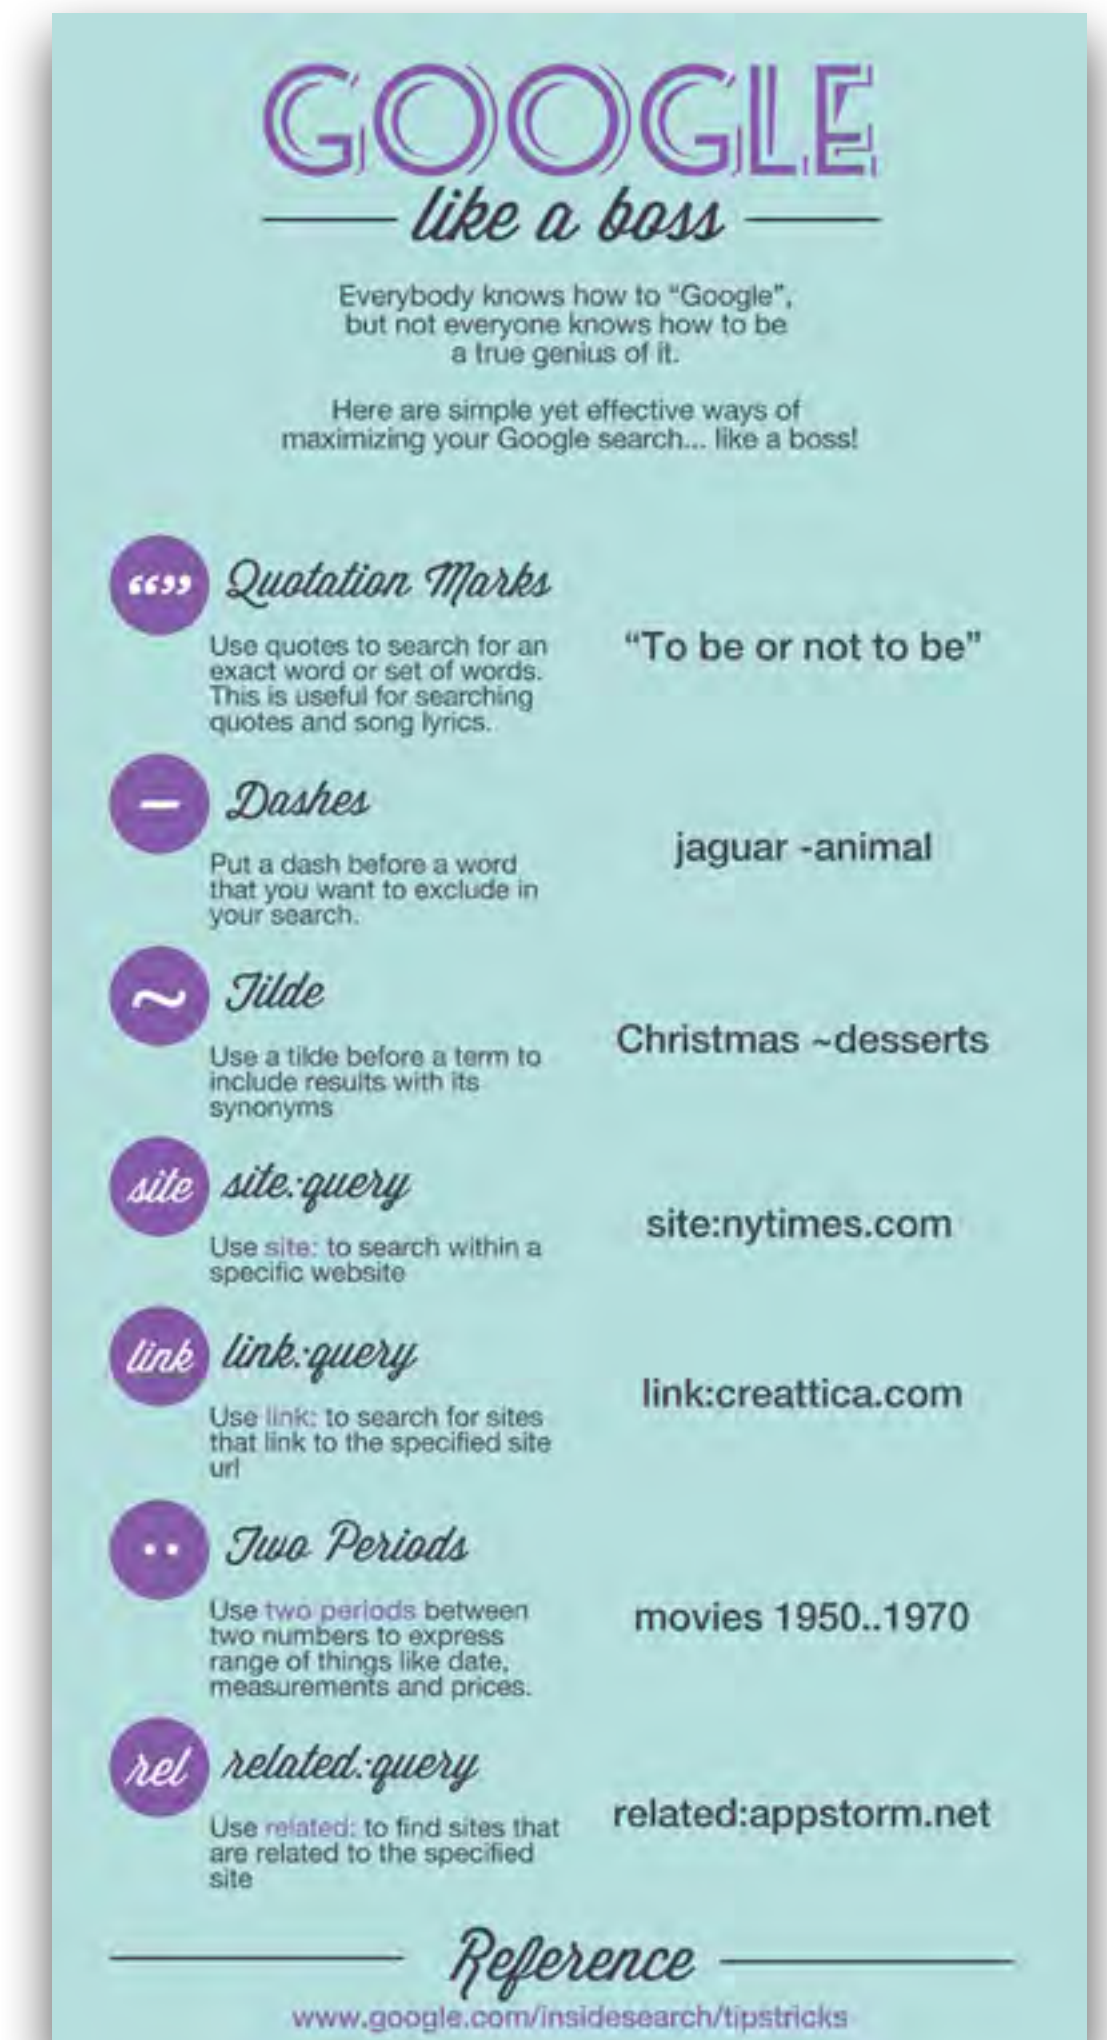 GOOGLE
like a boss
Everybody knows how to “Google”,
but not everyone knows how to be
a true genius of it.
Here are simple yet effective ways of
maximizing your Google search... like a boss!
“” Quotation Marks
Use quotes to search for an
exact word or set of words.
This is useful for searching
quotes and song lyrics.
“To be or not to be”
– Dashes
Put a dash before a word
that you want to exclude in
your search.
jaguar -animal
~ Tilde
Use a tilde before a term to
include results with its
synonyms
Christmas ~desserts
site site:query
Use site: to search within a
specific website
site:nytimes.com
link link:query
Use link: to search for sites
that link to the specified site
url
link:creattica.com
.. Two Periods
Use two periods between
two numbers to express
range of things like date,
measurements and prices.
movies 1950..1970
rel related:query
Use related: to find sites that
are related to the specified
site
related:appstorm.net
Reference
www.google.com/insidesearch/tipstricks